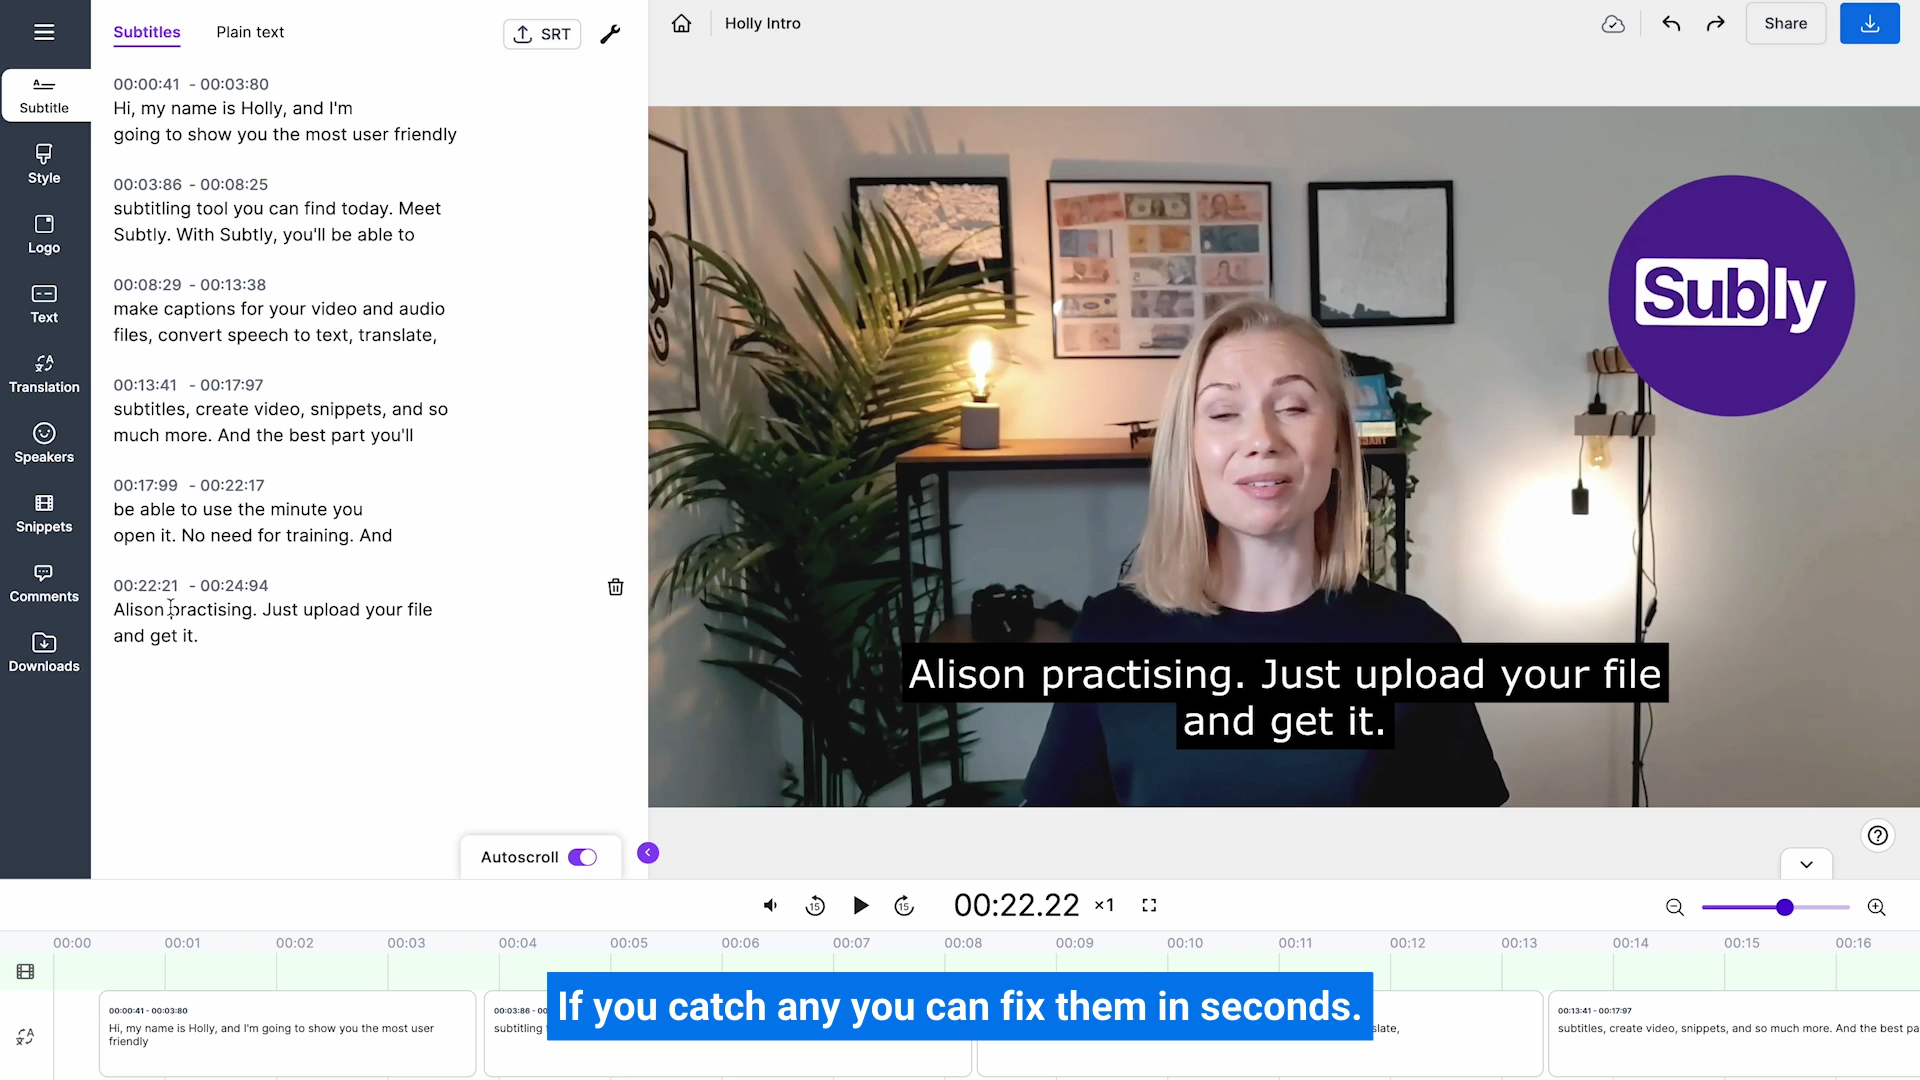 Subtitles
Plain text
SRT
Holly Intro
Share
Subtitle
Style
Logo
Text
Translation
Speakers
Snippets
Comments
Downloads
00:00:41 - 00:03:80
Hi, my name is Holly, and I'm
going to show you the most user friendly
00:03:86 - 00:08:25
subtitling tool you can find today. Meet
Subtly. With Subtly, you'll be able to
00:08:29 - 00:13:38
make captions for your video and audio
files, convert speech to text, translate,
00:13:41 - 00:17:97
subtitles, create video, snippets, and so
much more. And the best part you'll
00:17:99 - 00:22:17
be able to use the minute you
open it. No need for training. And
00:22:21 - 00:24:94
Alison practising. Just upload your file
and get it.
Autoscroll
Subly
Alison practising. Just upload your file
and get it.
15
15
00:22.22
×1
00:00
00:01
00:02
00:03
00:04
00:05
00:06
00:07
00:08
00:09
00:10
00:11
00:12
00:13
00:14
00:15
00:16
00:00:41 - 00:03:80
Hi, my name is Holly, and I'm going to show you the most user
friendly
00:03:86 - 00
subtitling
If you catch any you can fix them in seconds.
slate,
00:13:41 - 00:17:97
subtitles, create video, snippets, and so much more. And the best pa